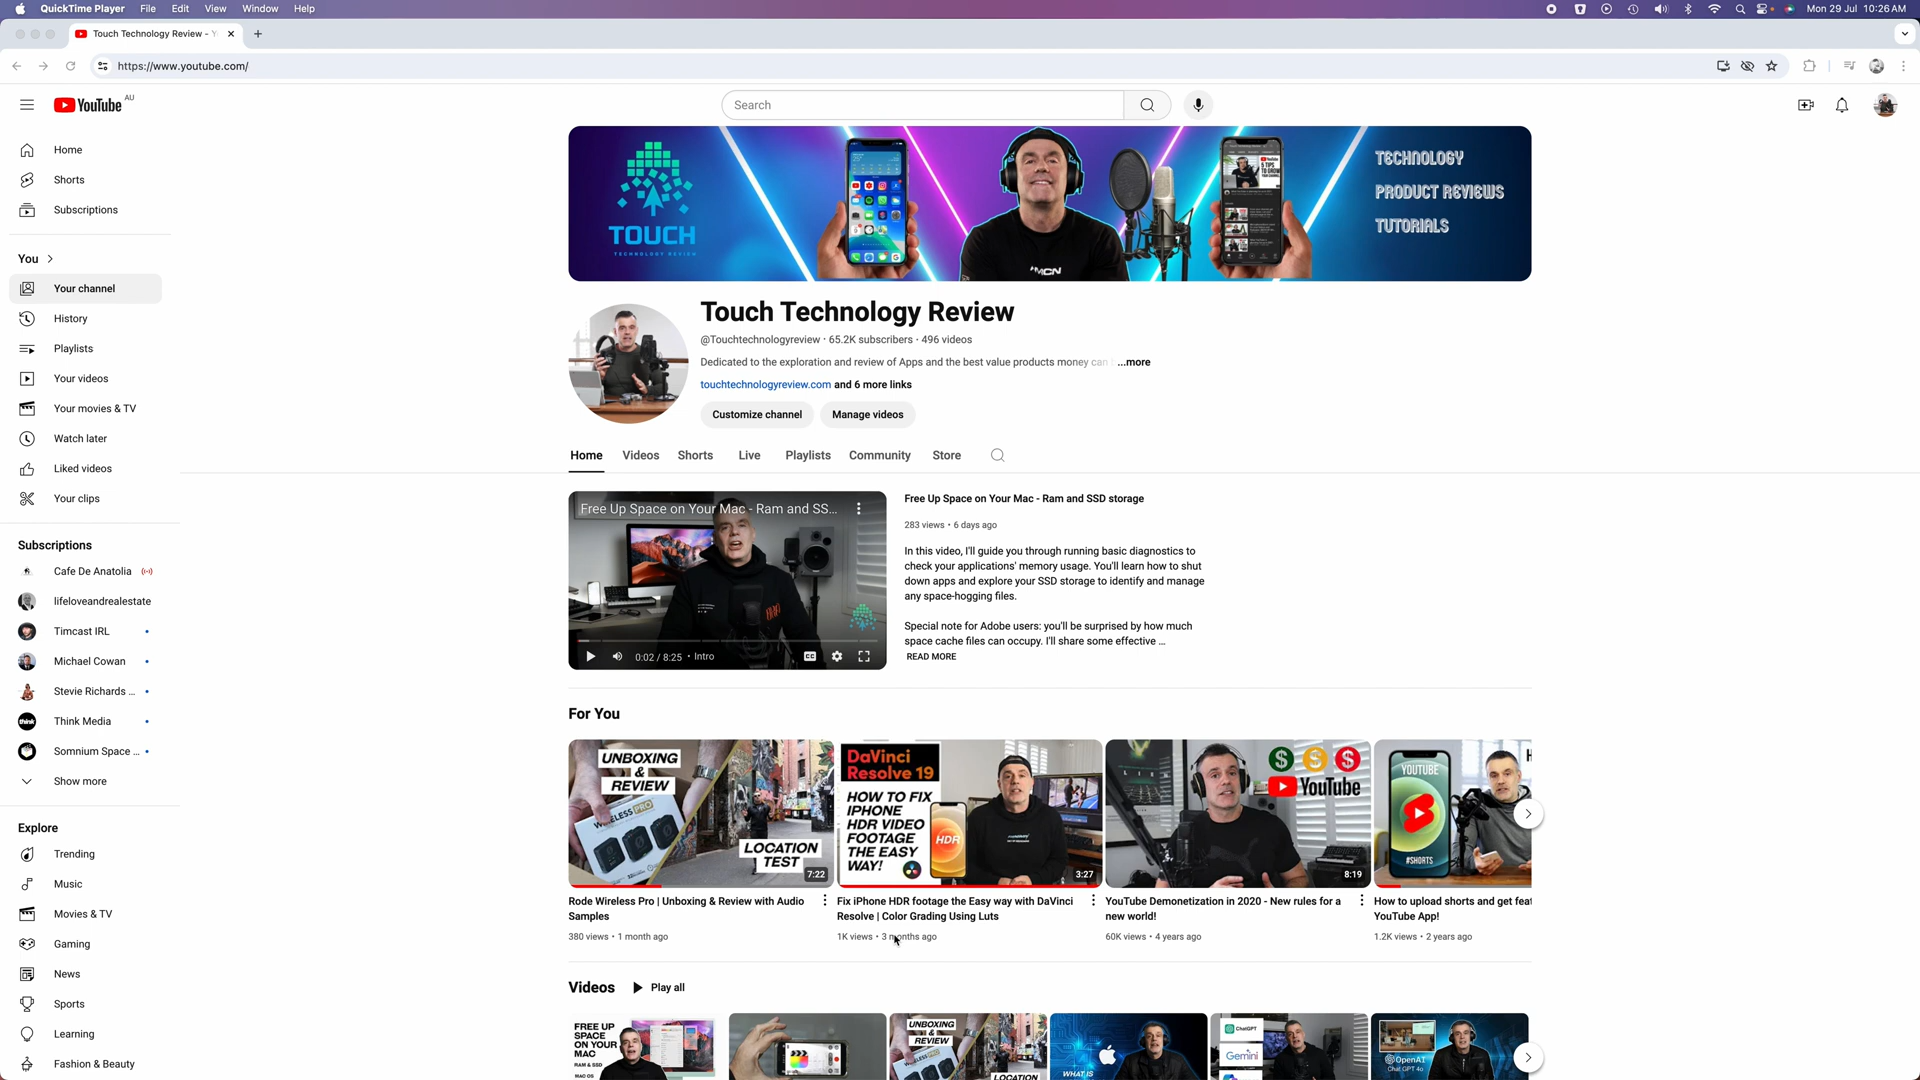 QuickTime Player File Edit View Window Help
Mon 29 Jul 10:26 AM
Touch Technology Review - Y
https://www.youtube.com/
YouTube AU
Search
Home
Shorts
Subscriptions
You
Your channel
History
Playlists
Your videos
Your movies & TV
Watch later
Liked videos
Your clips
Subscriptions
Cafe De Anatolia
lifeloveandrealestate
Timcast IRL
Michael Cowan
Stevie Richards ...
Think Media
Somnium Space ...
Show more
Explore
Trending
Music
Movies & TV
Gaming
News
Sports
Learning
Fashion & Beauty
TOUCH
TECHNOLOGY REVIEW
MCN
TECHNOLOGY
PRODUCT REVIEWS
TUTORIALS
Touch Technology Review
@Touchtechnologyreview · 65.2K subscribers · 496 videos
Dedicated to the exploration and review of Apps and the best value products money can ...more
touchtechnologyreview.com and 6 more links
Customize channel Manage videos
Home Videos Shorts Live Playlists Community Store
Free Up Space on Your Mac - Ram and SS...
0:02 / 8:25 • Intro
Free Up Space on Your Mac - Ram and SSD storage
283 views • 6 days ago
In this video, I'll guide you through running basic diagnostics to
check your applications' memory usage. You'll learn how to shut
down apps and explore your SSD storage to identify and manage
any space-hogging files.
Special note for Adobe users: you'll be surprised by how much
space cache files can occupy. I'll share some effective ...
READ MORE
For You
UNBOXING
&
REVIEW
WIRELESS PRO
LOCATION
TEST
7:22
Rode Wireless Pro | Unboxing & Review with Audio
Samples
380 views • 1 month ago
DaVinci
Resolve 19
HOW TO FIX
IPHONE
HDR VIDEO
FOOTAGE
THE EASY
WAY!
HDR
3:27
Fix iPhone HDR footage the Easy way with DaVinci
Resolve | Color Grading Using Luts
1K views • 3 months ago
YouTube
8:19
YouTube Demonetization in 2020 - New rules for a
new world!
60K views • 4 years ago
YOUTUBE
#SHORTS
How to upload shorts and get feat
YouTube App!
1.2K views • 2 years ago
Videos Play all
FREE UP
SPACE
ON YOUR
MAC
RAM & SSD
MAC OS
UNBOXING
&
REVIEW
LOCATION
WHAT IS
ChatGPT
Gemini
OpenAI
Chat GPT 4o